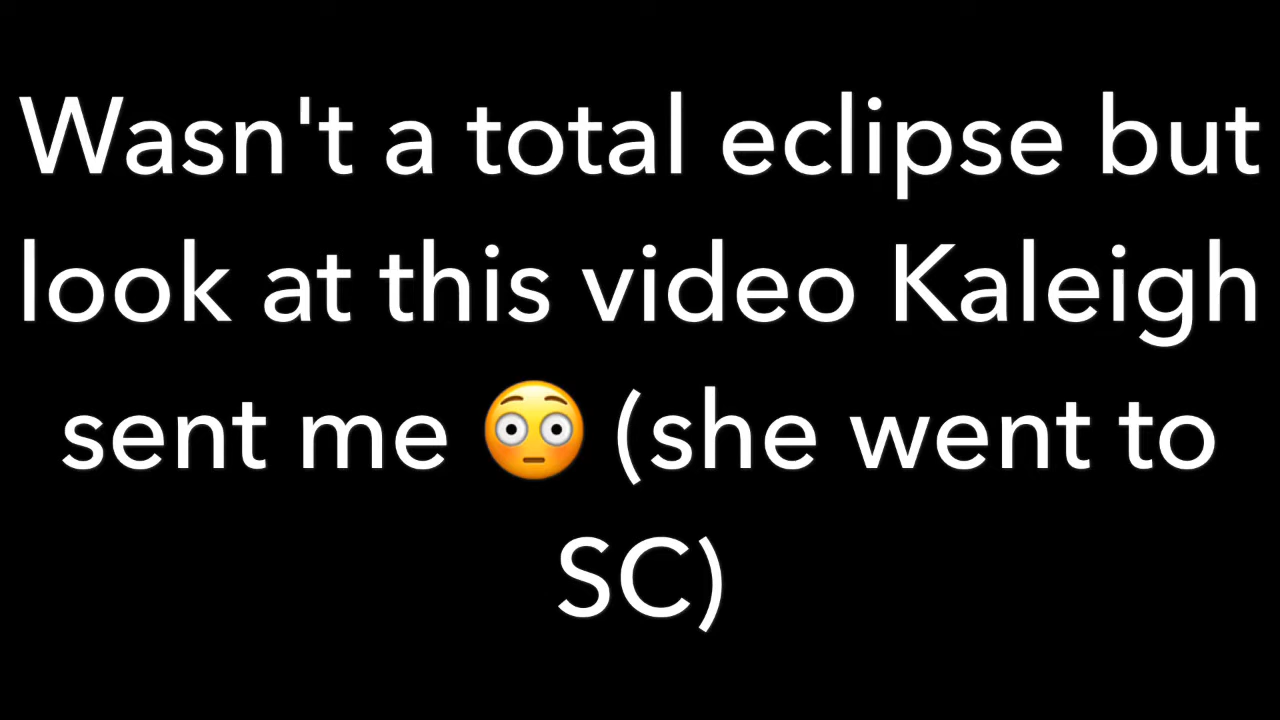 Wasn't a total eclipse but
look at this video Kaleigh
sent me 😳 (she went to
SC)